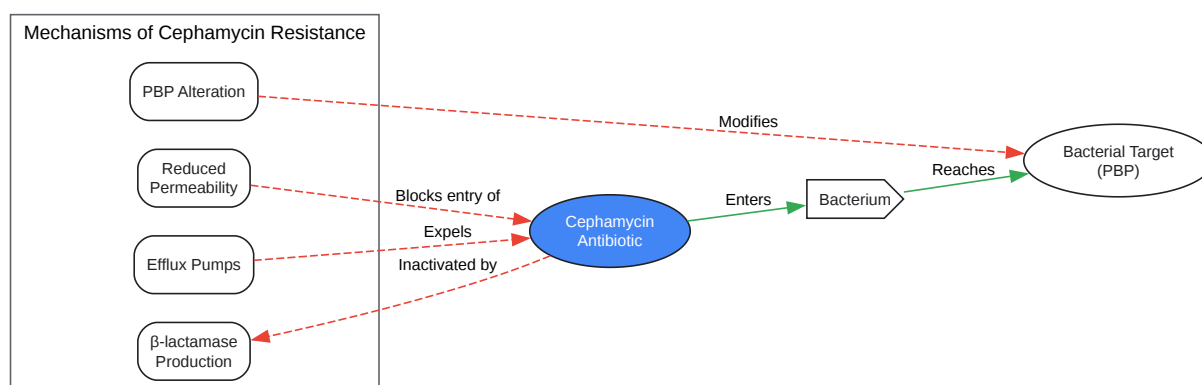 Mechanisms of Cephamycin Resistance
PBP Alteration
Modifies
Bacterial Target
(PBP)
Reduced
Permeability
Blocks entry of
Reaches
Enters
Bacterium
Cephamycin
Antibiotic
Expels
Efflux Pumps
Inactivated by
β-lactamase
Production